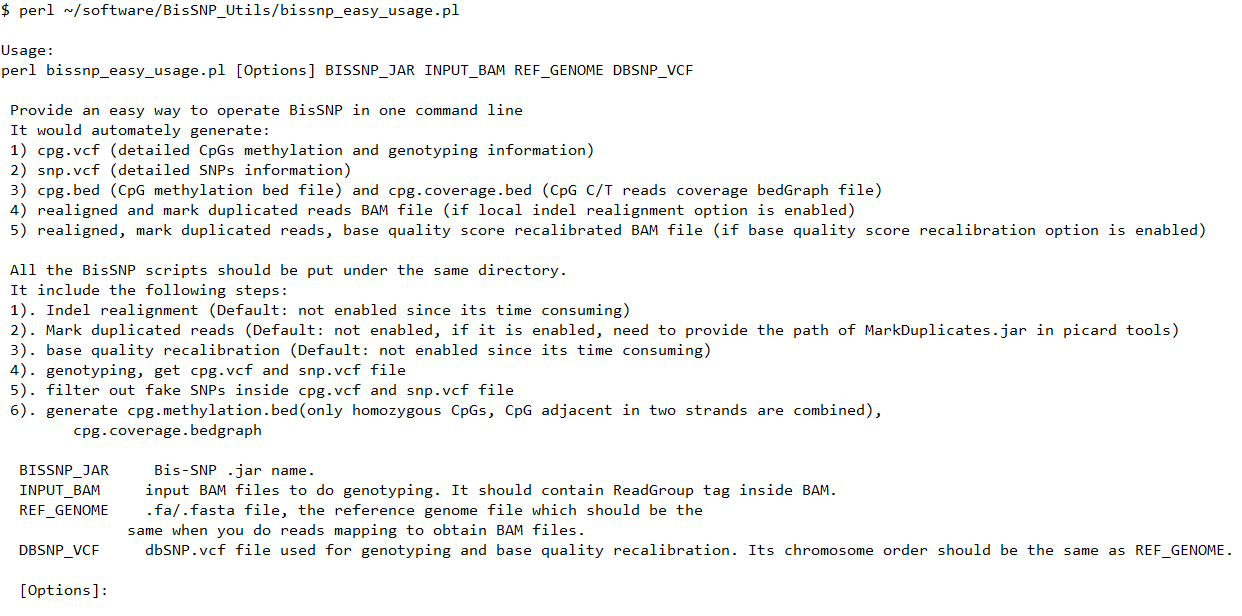 $ perl ~/software/BisSNP_Utils/bissnp_easy_usage.pl
Usage:
perl bissnp_easy_usage.pl [Options] BISSNP_JAR INPUT_BAM REF_GENOME DBSNP_VCF
Provide an easy way to operate BisSNP in one command line
It would automately generate:
1) cpg.vcf (detailed CpGs methylation and genotyping information)
2) snp.vcf (detailed SNPs information)
3) cpg.bed (CpG methylation bed file) and cpg.coverage.bed (CpG C/T reads coverage bedGraph file)
4) realigned and mark duplicated reads BAM file (if local indel realignment option is enabled)
5) realigned, mark duplicated reads, base quality score recalibrated BAM file (if base quality score recalibration option is enabled)
All the BisSNP scripts should be put under the same directory.
It include the following steps:
1). Indel realignment (Default: not enabled since its time consuming)
2). Mark duplicated reads (Default: not enabled, if it is enabled, need to provide the path of MarkDuplicates.jar in picard tools)
3). base quality recalibration (Default: not enabled since its time consuming)
4). genotyping, get cpg.vcf and snp.vcf file
5). filter out fake SNPs inside cpg.vcf and snp.vcf file
6). generate cpg.methylation.bed(only homozygous CpGs, CpG adjacent in two strands are combined),
cpg.coverage.bedgraph
BISSNP_JAR     Bis-SNP .jar name.
INPUT_BAM     input BAM files to do genotyping. It should contain ReadGroup tag inside BAM.
REF_GENOME    .fa/.fasta file, the reference genome file which should be the
same when you do reads mapping to obtain BAM files.
DBSNP_VCF     dbSNP.vcf file used for genotyping and base quality recalibration. Its chromosome order should be the same as REF_GENOME.
[Options]: